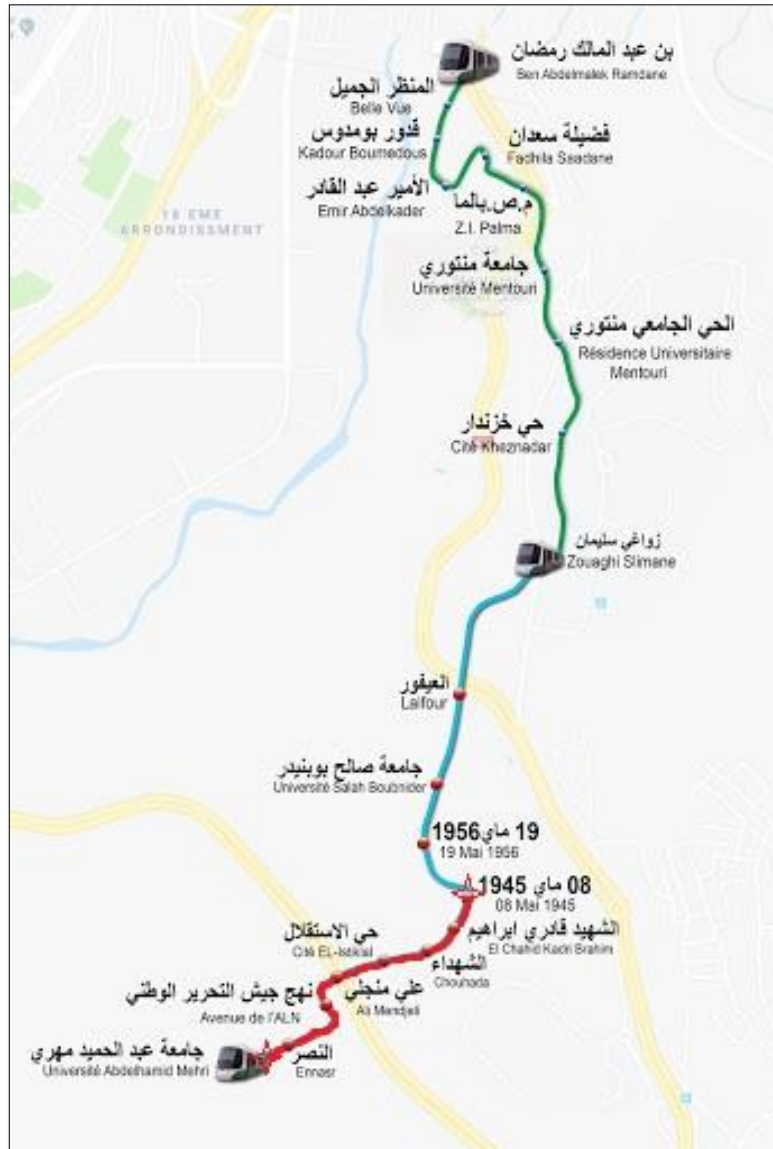 بن عبد المالك رمضان
Ben Abdelmalek Ramdane
المنظر الجميل
Belle Vue
قدور بومدوس
Kadour Boumedous
فضيلة سعدان
Fadhila Saadane
الأمير عبد القادر
Emir Abdelkader
م.ص.بالما
Z.I. Palma
18 EME
ARRONDISSMENT
جامعة منتوري
Université Mentouri
الحي الجامعي منتوري
Résidence Universitaire
Mentouri
حي خزندار
Cité Kheznadar
زواغي سليمان
Zouaghi Slimane
العيفور
Laifour
جامعة صالح بوبنيدر
Université Salah Boubnider
19 ماي 1956
19 Mai 1956
08 ماي 1945
08 Mai 1945
الشهيد قادري ابراهيم
El Chahid Kadri Brahim
حي الاستقلال
Cité EL-Istiklal
الشهداء
Chouhada
علي منجلي
Ali Mendjeli
نهج جيش التحرير الوطني
Avenue de l'ALN
النصر
Ennasr
جامعة عبد الحميد مهري
Université Abdelhamid Mehri